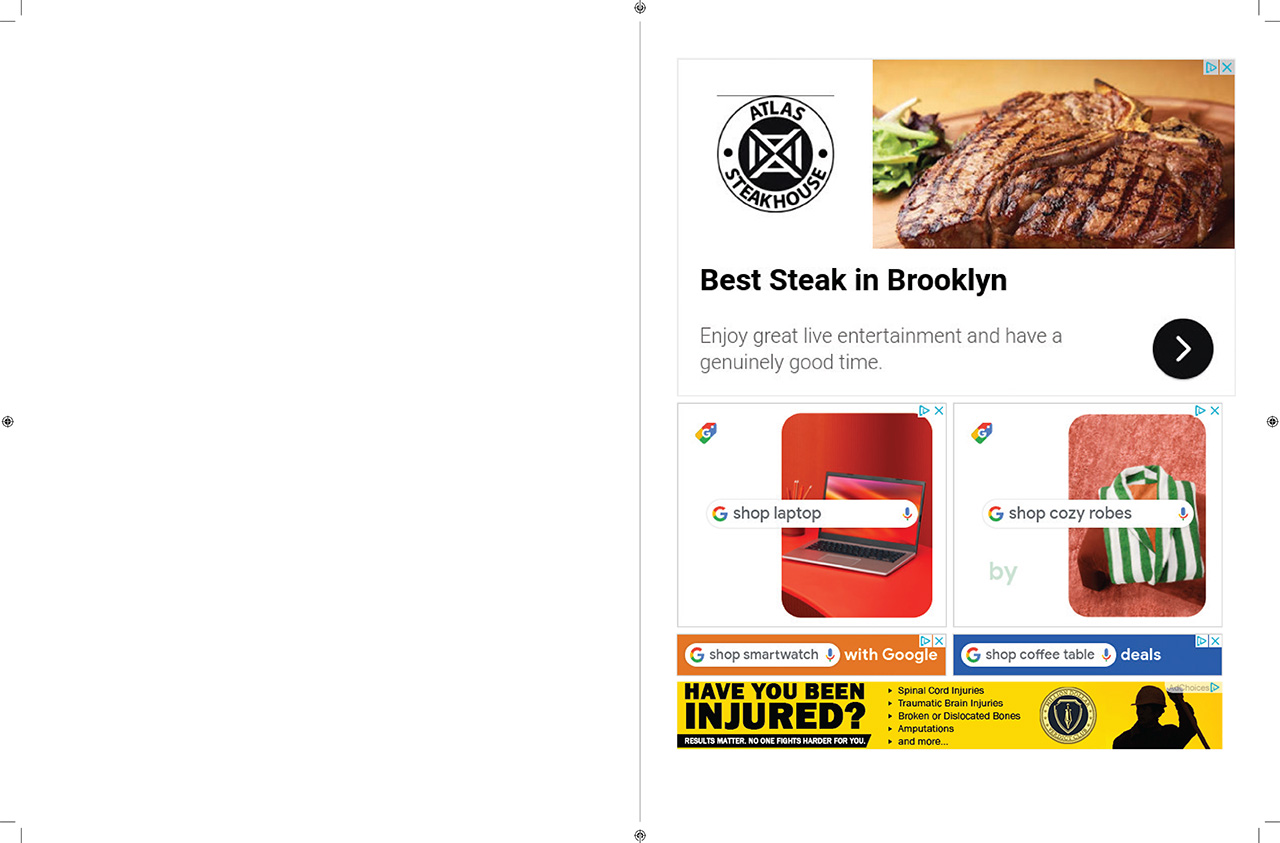 ATLAS
STEAKHOUSE
Best Steak in Brooklyn
Enjoy great live entertainment and have a
genuinely good time.
shop laptop
shop cozy robes
by
shop smartwatch with Google
shop coffee table deals
HAVE YOU BEEN
INJURED?
RESULTS MATTER. NO ONE FIGHTS HARDER FOR YOU.
Spinal Cord Injuries
Traumatic Brain Injuries
Broken or Dislocated Bones
Amputations
and more...
AdChoices